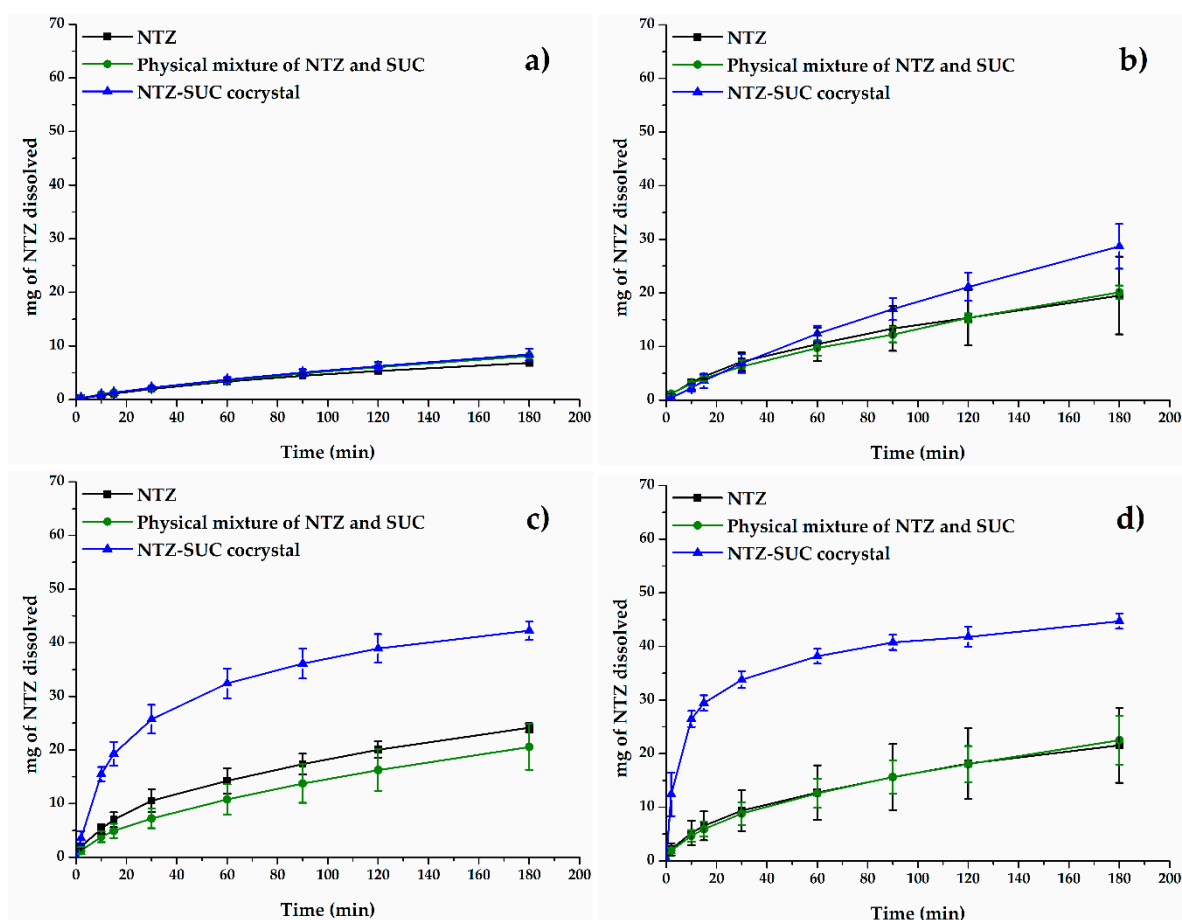 NTZ
Physical mixture of NTZ and SUC
NTZ-SUC cocrystal
a)
mg of NTZ dissolved
70
60
50
40
30
20
10
0
0 20 40 60 80 100 120 140 160 180 200
Time (min)
NTZ
Physical mixture of NTZ and SUC
NTZ-SUC cocrystal
b)
mg of NTZ dissolved
70
60
50
40
30
20
10
0
0 20 40 60 80 100 120 140 160 180 200
Time (min)
NTZ
Physical mixture of NTZ and SUC
NTZ-SUC cocrystal
c)
mg of NTZ dissolved
70
60
50
40
30
20
10
0
0 20 40 60 80 100 120 140 160 180 200
Time (min)
NTZ
Physical mixture of NTZ and SUC
NTZ-SUC cocrystal
d)
mg of NTZ dissolved
70
60
50
40
30
20
10
0
0 20 40 60 80 100 120 140 160 180 200
Time (min)